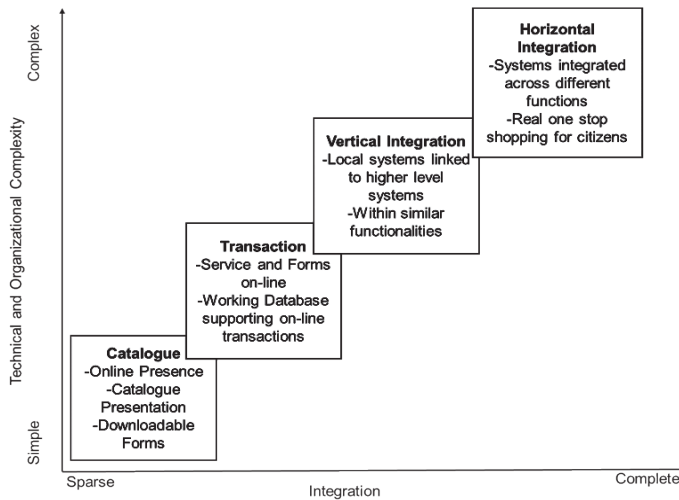 Complex
Technical and Organizational Complexity
Simple
Horizontal
Integration
-Systems integrated
across different
functions
-Real one stop
shopping for citizens
Vertical Integration
-Local systems linked
to higher level
systems
-Within similar
functionalities
Transaction
-Service and Forms
on-line
-Working Database
supporting on-line
transactions
Catalogue
-Online Presence
-Catalogue
Presentation
-Downloadable
Forms
Sparse
Integration
Complete